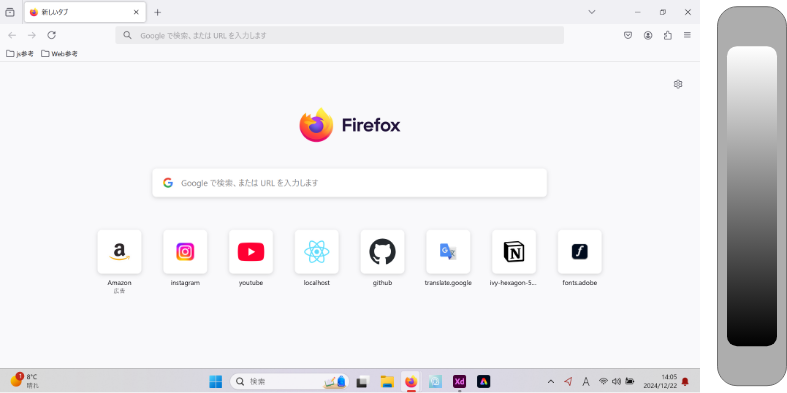 新しいタブ
Google で検索、または URL を入力します
js参考 Web参考
Firefox
Google で検索、または URL を入力します
Amazon instagram youtube localhost github translate.google ivy-hexagon-5... fonts.adobe
広告
1 8°C 検索 Xd A 14:05
晴れ 2024/12/22